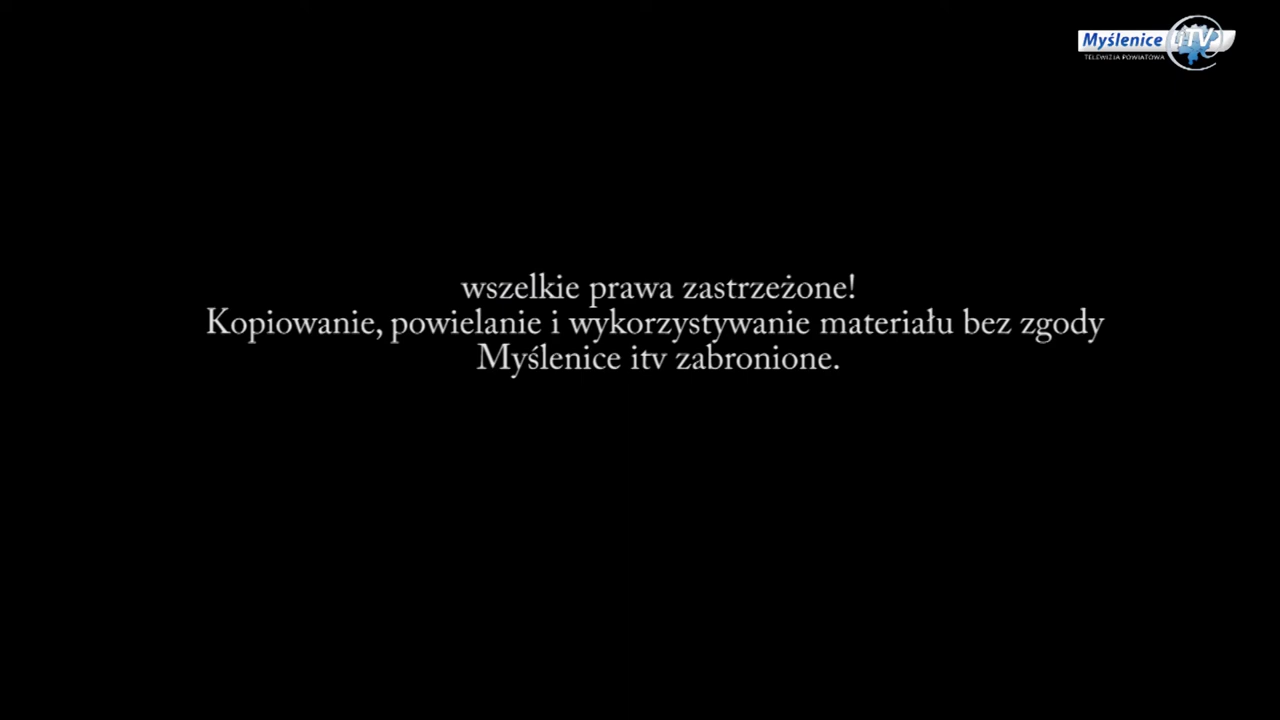 Myślenice iTV
TELEWIZJA POWIATOWA
wszelkie prawa zastrzeżone!
Kopiowanie, powielanie i wykorzystywanie materiału bez zgody
Myślenice itv zabronione.